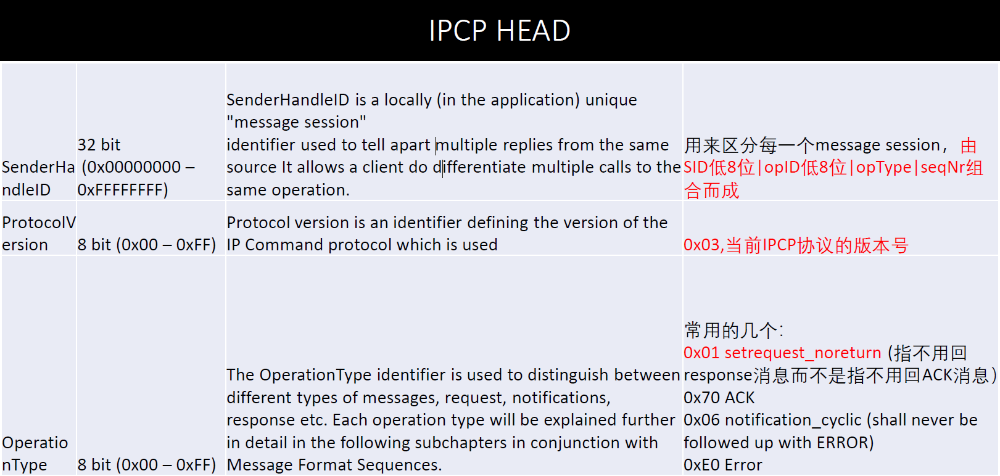 IPCP HEAD
SenderHa
ndleID
32 bit
(0x00000000 –
0xFFFFFFFF)
SenderHandleID is a locally (in the application) unique
"message session"
identifier used to tell apart multiple replies from the same
source It allows a client do differentiate multiple calls to the
same operation.
用来区分每一个message session，由
SID低8位|opID低8位|opType|seqNr组
合而成
ProtocolV
ersion
8 bit (0x00 – 0xFF)
Protocol version is an identifier defining the version of the
IP Command protocol which is used
0x03,当前IPCP协议的版本号
Operatio
nType
8 bit (0x00 – 0xFF)
The OperationType identifier is used to distinguish between
different types of messages, request, notifications,
response etc. Each operation type will be explained further
in detail in the following subchapters in conjunction with
Message Format Sequences.
常用的几个：
0x01 setrequest_noreturn (指不用回
response消息而不是指不用回ACK消息）
0x70 ACK
0x06 notification_cyclic (shall never be
followed up with ERROR)
0xE0 Error